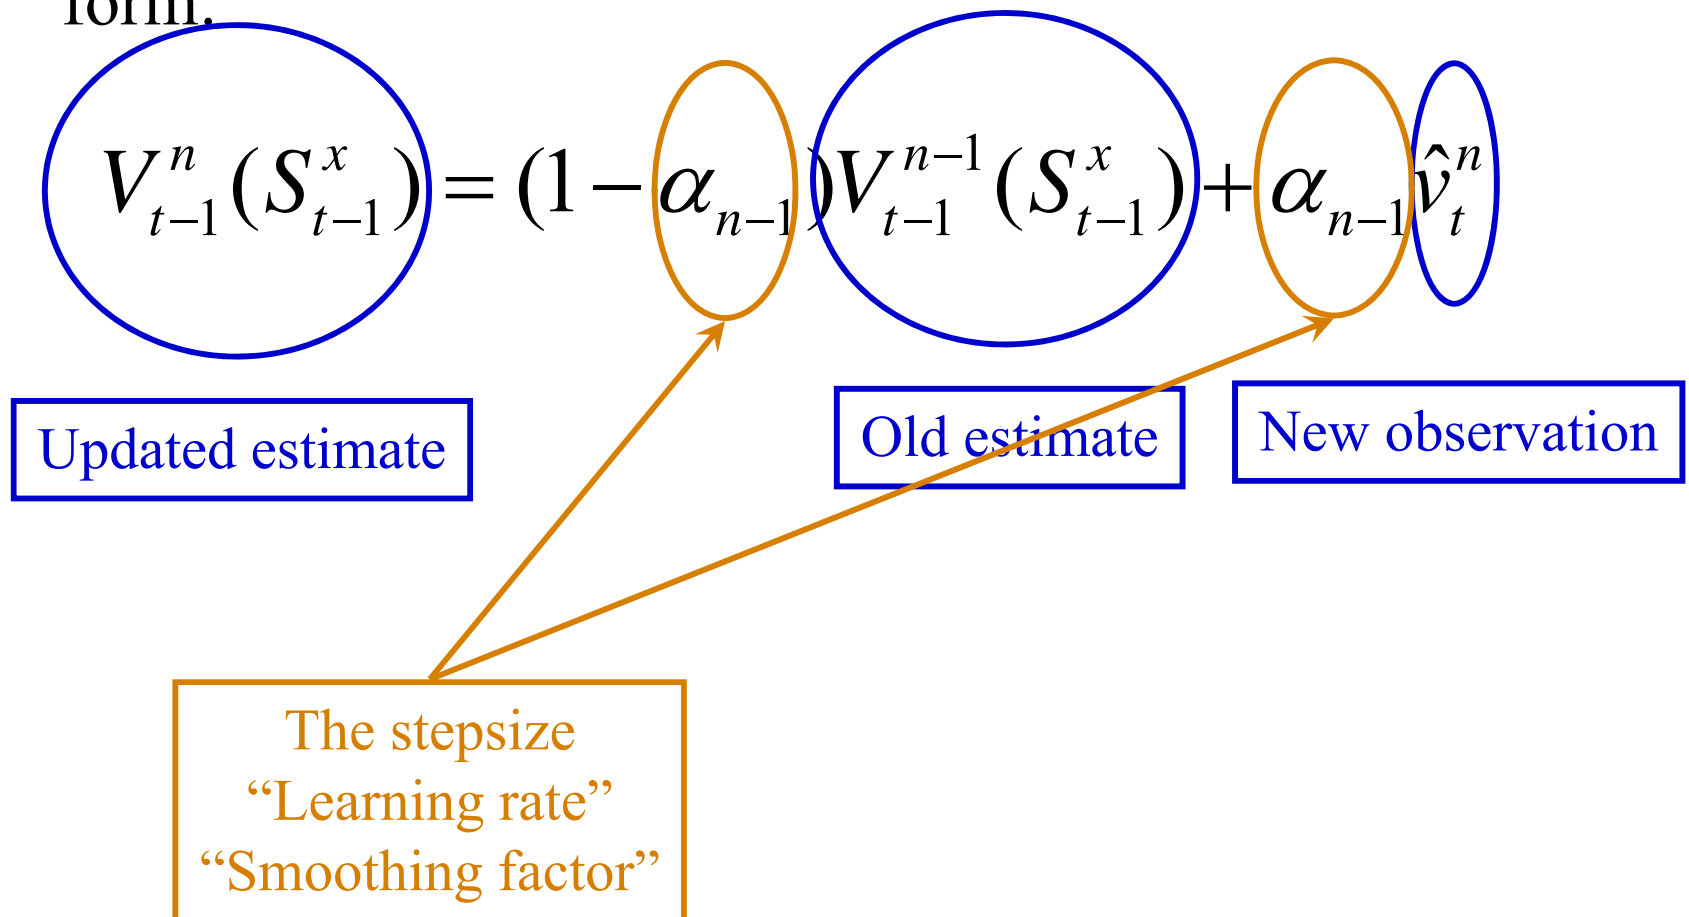 form:
V^n_{t−1}(S^x_{t−1}) = (1−α_{n−1})V^{n−1}_{t−1}(S^x_{t−1}) + α_{n−1}v̂^n_t
Updated estimate
Old estimate
New observation
The stepsize
“Learning rate”
“Smoothing factor”